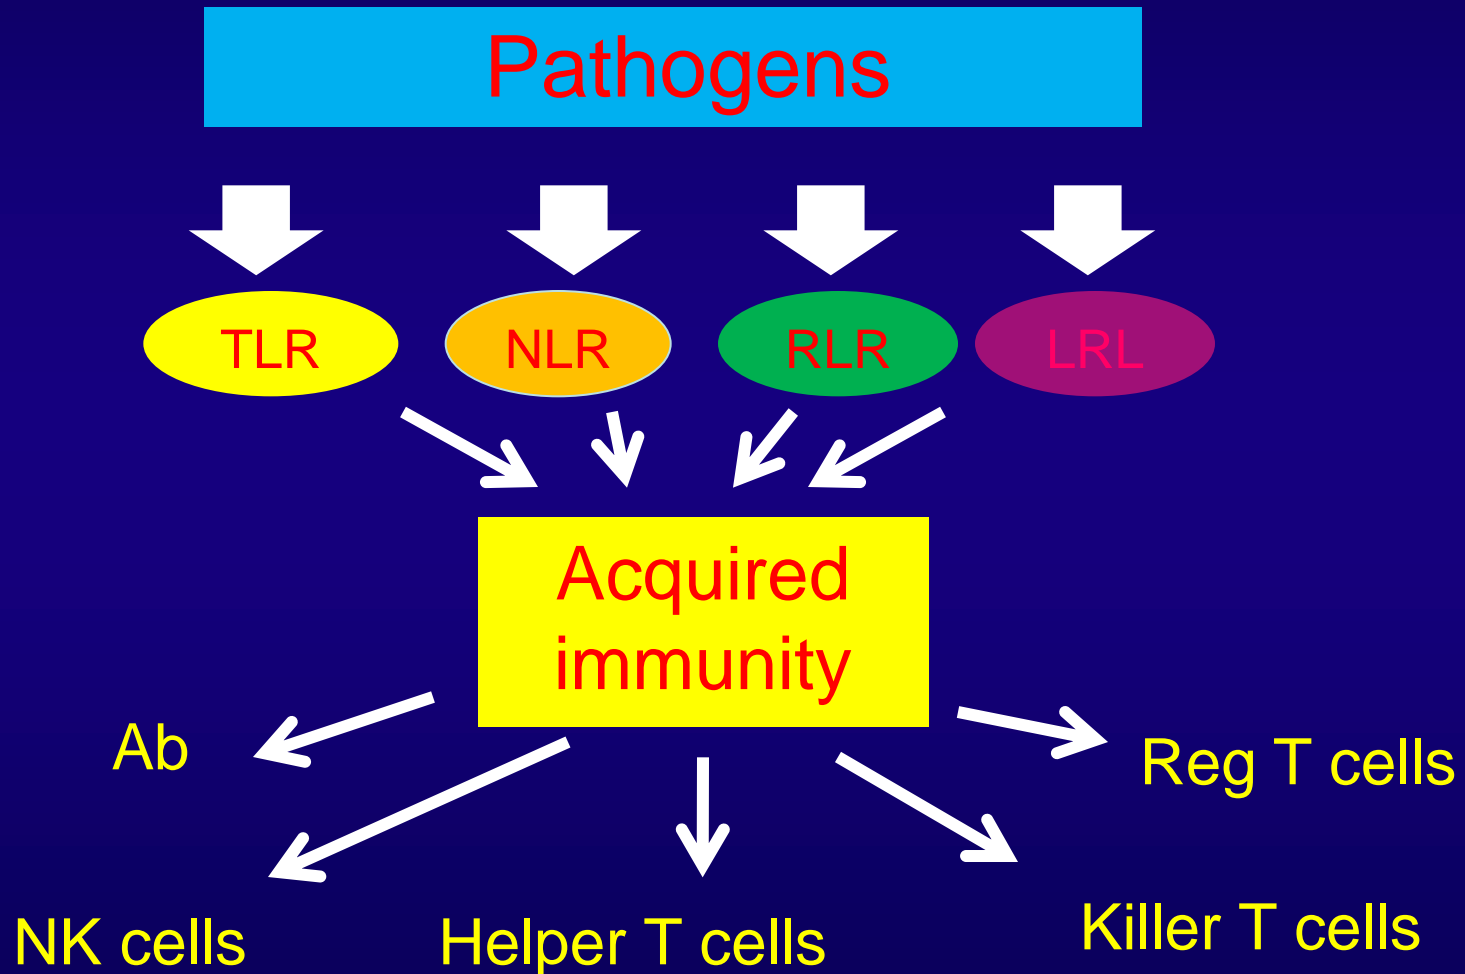 Pathogens
TLR
NLR
RLR
LRL
Acquired
immunity
Ab
Reg T cells
NK cells
Helper T cells
Killer T cells